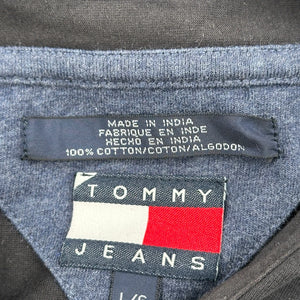 MADE IN INDIA
FABRIQUE EN INDE
HECHO EN INDIA
100% COTTON/COTON/ALGODON
TOMMY
JEANS
L/G